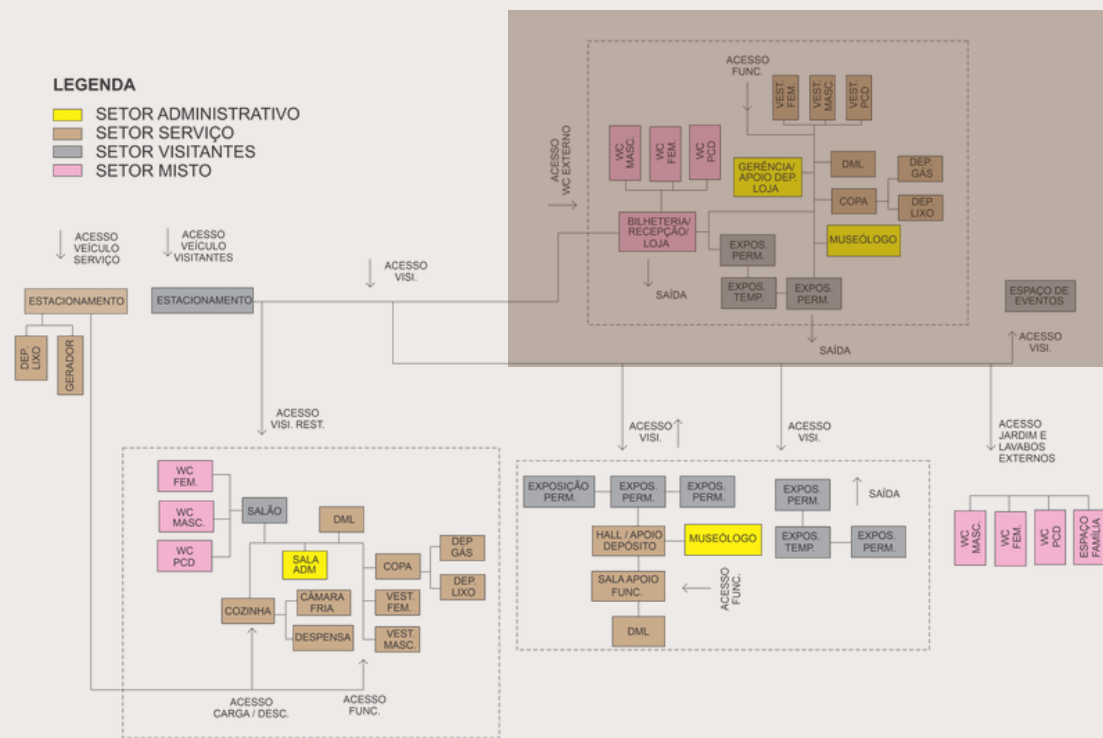 LEGENDA
SETOR ADMINISTRATIVO
SETOR SERVIÇO
SETOR VISITANTES
SETOR MISTO
ACESSO
FUNC.
VEST.
FEM.
VEST.
MASC.
VEST.
PCD
WC
MASC.
WC
FEM.
WC
PCD
ACESSO
WC EXTERNO
GERÊNCIA/
APOIO DEP.
LOJA
DML
DEP.
GÁS
COPA
DEP.
LIXO
BILHETERIA/
RECEPÇÃO/
LOJA
MUSEÓLOGO
EXPOS.
PERM.
EXPOS.
TEMP.
EXPOS.
PERM.
SAÍDA
SAÍDA
ESPAÇO DE
EVENTOS
ACESSO
VISI.
ACESSO
VEÍCULO
SERVIÇO
ACESSO
VEÍCULO
VISITANTES
ACESSO
VISI.
ESTACIONAMENTO
ESTACIONAMENTO
DEP.
LIXO
GERADOR
ACESSO
VISI. REST.
ACESSO
VISI.
ACESSO
VISI.
ACESSO
JARDIM E
LAVABOS
EXTERNOS
WC
FEM.
WC
MASC.
WC
PCD
SALÃO
DML
SALA
ADM
COPA
DEP
GÁS
DEP.
LIXO
COZINHA
CÂMARA
FRIA
DESPENSA
VEST.
FEM.
VEST.
MASC.
ACESSO
CARGA / DESC.
ACESSO
FUNC.
EXPOSIÇÃO
PERM.
EXPOS.
PERM.
EXPOS.
PERM.
HALL / APOIO
DEPÓSITO
MUSEÓLOGO
SALA APOIO
FUNC.
ACESSO
FUNC.
DML
EXPOS.
PERM.
SAÍDA
EXPOS.
TEMP.
EXPOS.
PERM.
WC
MASC.
WC
FEM.
WC
PCD
ESPAÇO
FAMÍLIA